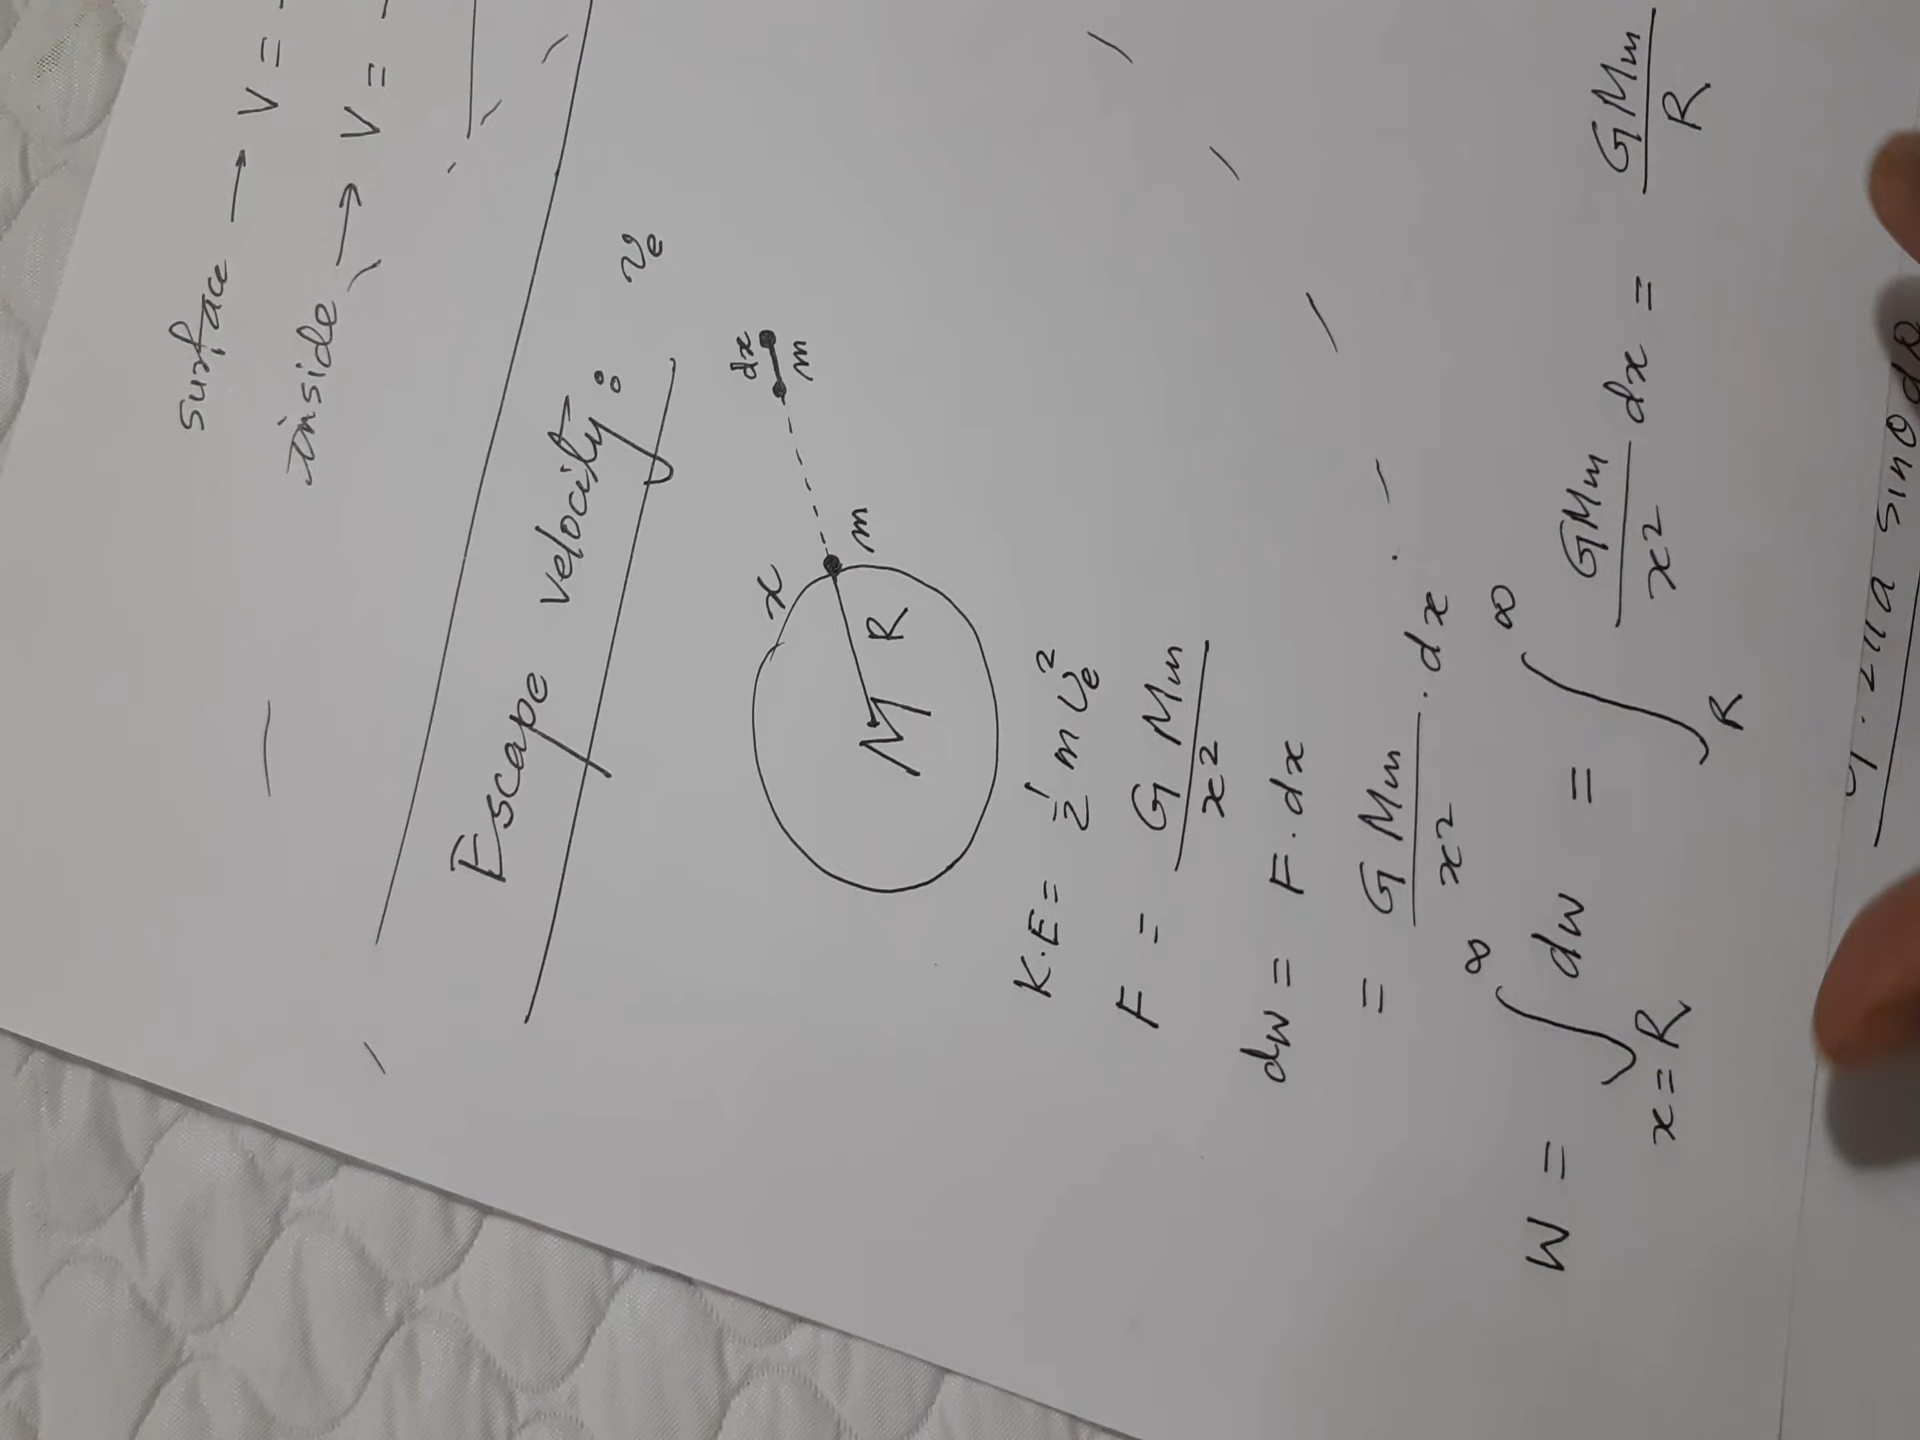 surface → V =
inside → V =
Escape velocity: vₑ
dx
x
m
m
R
M
K.E = ½ m vₑ²
F = G Mm / x²
dw = F . dx
= G Mm / x² . dx
W = ∫_{x=R}^{∞} dw = ∫_{R}^{∞} GMm / x² dx = GMm / R
a sinθ